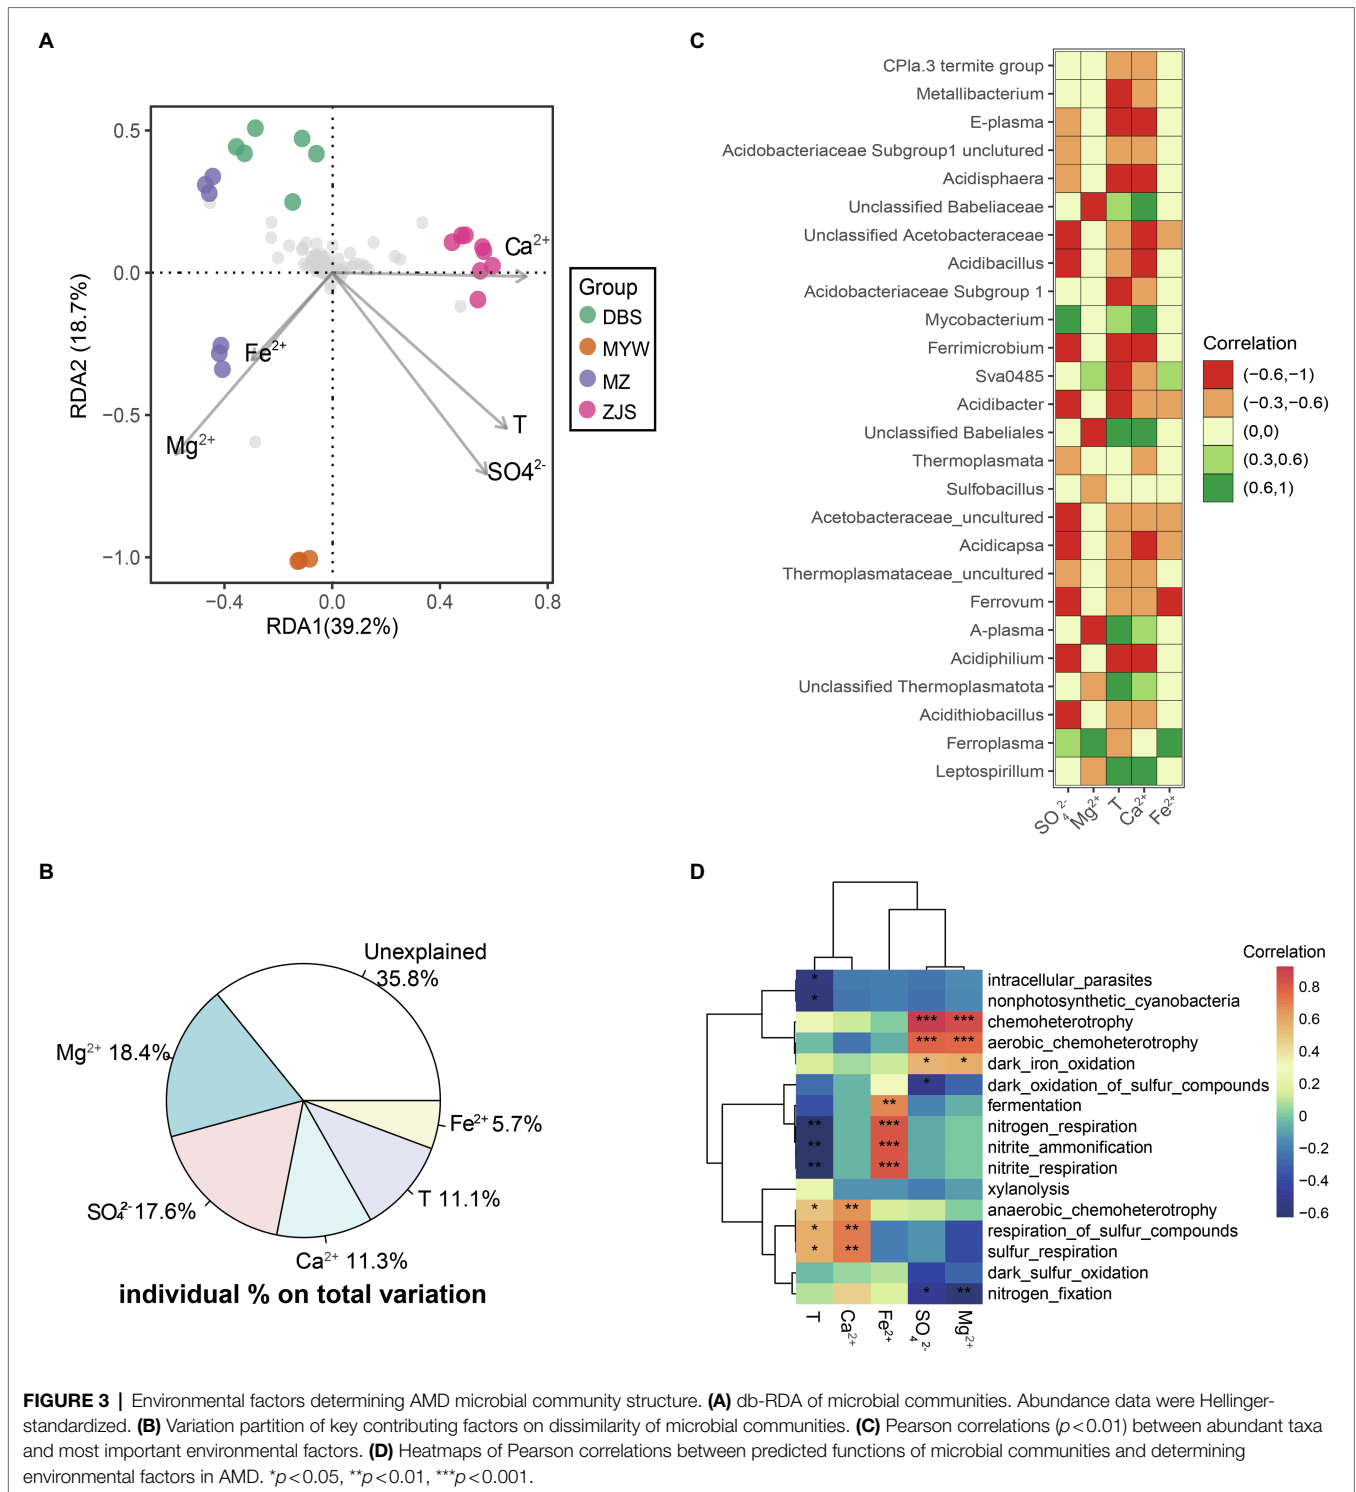 A
0.5
0.0
−0.5
−1.0
−0.4
0.0
0.4
0.8
RDA2 (18.7%)
RDA1(39.2%)
Ca²⁺
Fe²⁺
Mg²⁺
T
SO4²⁻
Group
DBS
MYW
MZ
ZJS
C
CPla.3 termite group
Metallibacterium
E-plasma
Acidobacteriaceae Subgroup1 unclutured
Acidisphaera
Unclassified Babeliaceae
Unclassified Acetobacteraceae
Acidibacillus
Acidobacteriaceae Subgroup 1
Mycobacterium
Ferrimicrobium
Sva0485
Acidibacter
Unclassified Babeliales
Thermoplasmata
Sulfobacillus
Acetobacteraceae_uncultured
Acidicapsa
Thermoplasmataceae_uncultured
Ferrovum
A-plasma
Acidiphilium
Unclassified Thermoplasmatota
Acidithiobacillus
Ferroplasma
Leptospirillum
SO₄²⁻
Mg²⁺
T
Ca²⁺
Fe²⁺
Correlation
(−0.6,−1)
(−0.3,−0.6)
(0,0)
(0.3,0.6)
(0.6,1)
B
Unexplained
35.8%
Mg²⁺ 18.4%
Fe²⁺ 5.7%
T 11.1%
SO₄²⁻ 17.6%
Ca²⁺ 11.3%
individual % on total variation
D
* intracellular_parasites
* nonphotosynthetic_cyanobacteria
*** *** chemoheterotrophy
*** *** aerobic_chemoheterotrophy
* * dark_iron_oxidation
* dark_oxidation_of_sulfur_compounds
** fermentation
** *** nitrogen_respiration
** *** nitrite_ammonification
** *** nitrite_respiration
xylanolysis
* ** anaerobic_chemoheterotrophy
* ** respiration_of_sulfur_compounds
* ** sulfur_respiration
dark_sulfur_oxidation
* ** nitrogen_fixation
T
Ca²⁺
Fe²⁺
SO₄²⁻
Mg²⁺
Correlation
0.8
0.6
0.4
0.2
0
−0.2
−0.4
−0.6
FIGURE 3 | Environmental factors determining AMD microbial community structure. (A) db-RDA of microbial communities. Abundance data were Hellinger-
standardized. (B) Variation partition of key contributing factors on dissimilarity of microbial communities. (C) Pearson correlations (p < 0.01) between abundant taxa
and most important environmental factors. (D) Heatmaps of Pearson correlations between predicted functions of microbial communities and determining
environmental factors in AMD. *p < 0.05, **p < 0.01, ***p < 0.001.